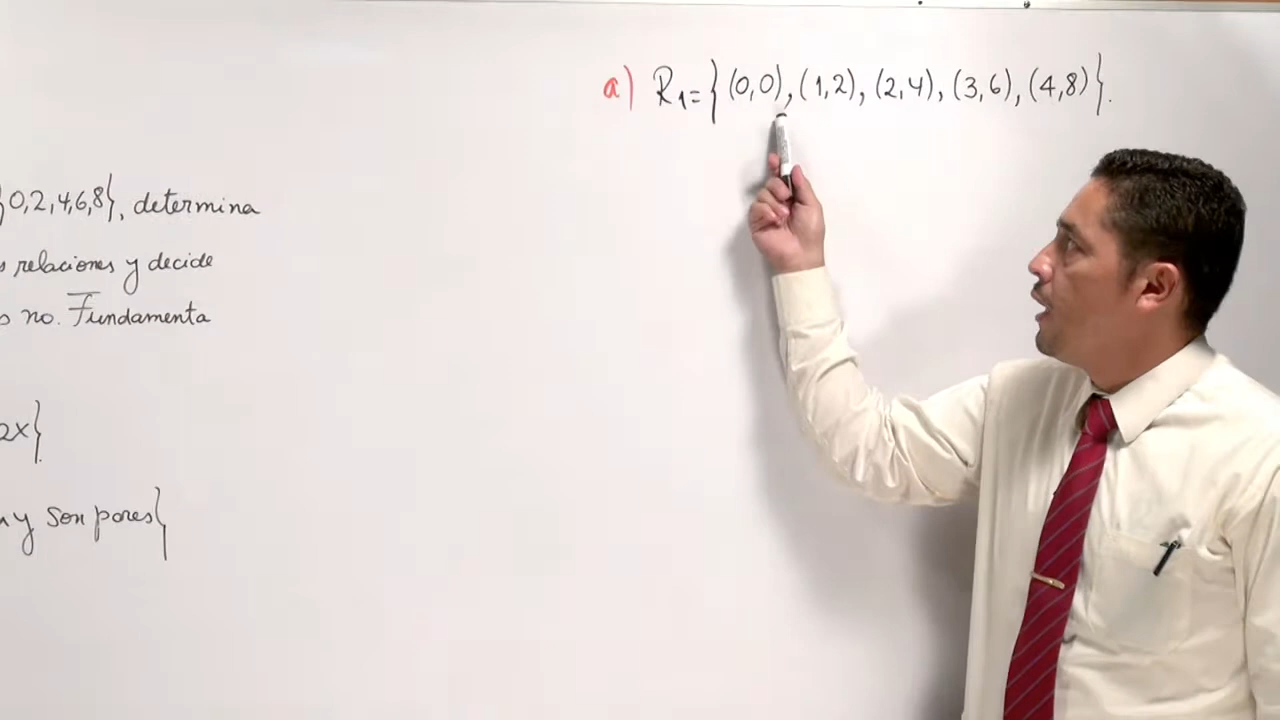 a) R₁={(0,0),(1,2),(2,4),(3,6),(4,8)}.
{0,2,4,6,8}, determina
s relaciones y decide
o no. Fundamenta
2x}
y son pares}